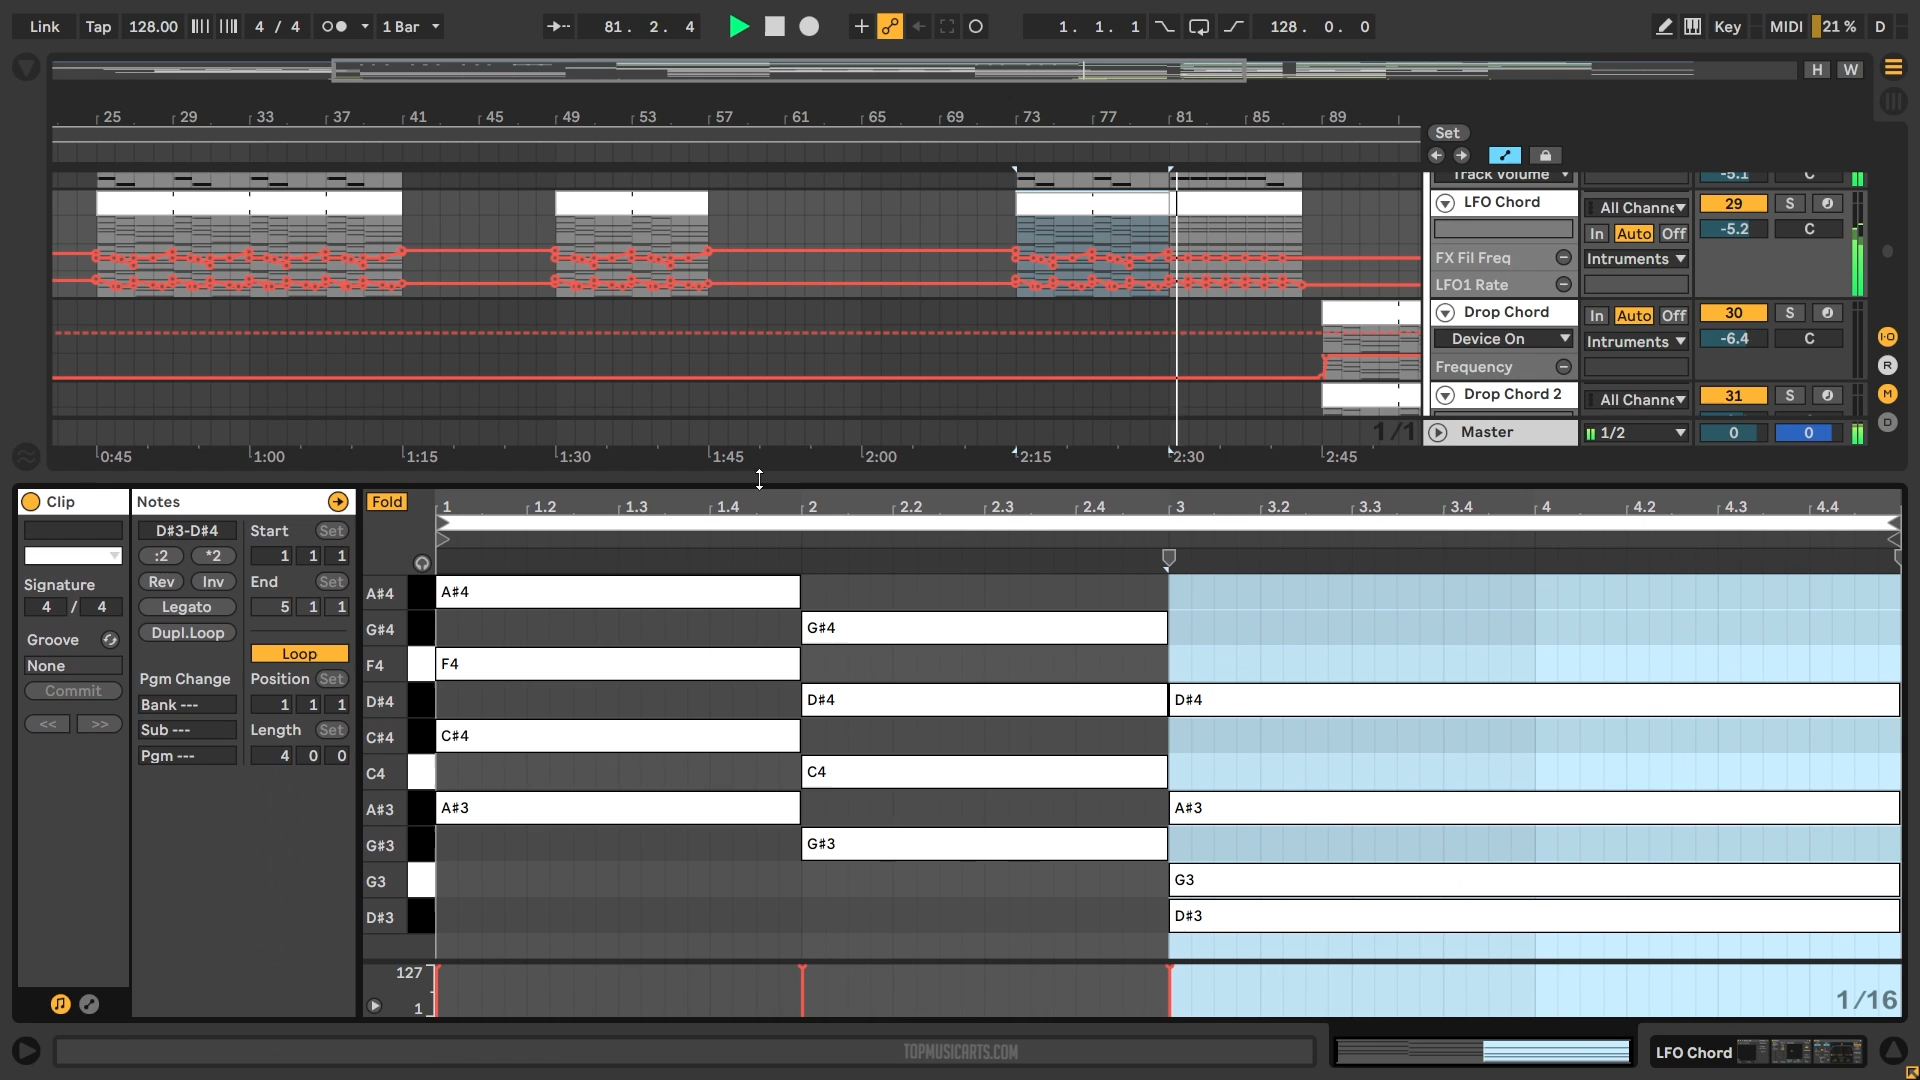 Link Tap 128.00 4 / 4 1 Bar 81. 2. 4 1. 1. 1 128. 0. 0 Key MIDI 21 % D
H W
25 29 33 37 41 45 49 53 57 61 65 69 73 77 81 85 89
Set
Track Volume -5.1 C
LFO Chord All Channe 29 S
In Auto Off -5.2 C
FX Fil Freq Instruments
LFO1 Rate
Drop Chord In Auto Off 30 S
Device On Instruments -6.4 C
Frequency
Drop Chord 2 All Channe 31 S
1/1 Master 1/2 0 0
I·O
R
M
D
0:45 1:00 1:15 1:30 1:45 2:00 2:15 2:30 2:45
Clip Notes Fold 1 1.2 1.3 1.4 2 2.2 2.3 2.4 3 3.2 3.3 3.4 4 4.2 4.3 4.4
D#3-D#4 Start Set
:2 *2 1 1 1
Rev Inv End Set
Signature
4 / 4 Legato 5 1 1
Groove Dupl.Loop
None Loop
Commit Pgm Change Position Set
<< >> Bank --- 1 1 1
Sub --- Length Set
Pgm --- 4 0 0
A#4 A#4
G#4 G#4
F4 F4
D#4 D#4 D#4
C#4 C#4
C4 C4
A#3 A#3 A#3
G#3 G#3
G3 G3
D#3 D#3
127
1 1/16
TOPMUSICARTS.COM LFO Chord